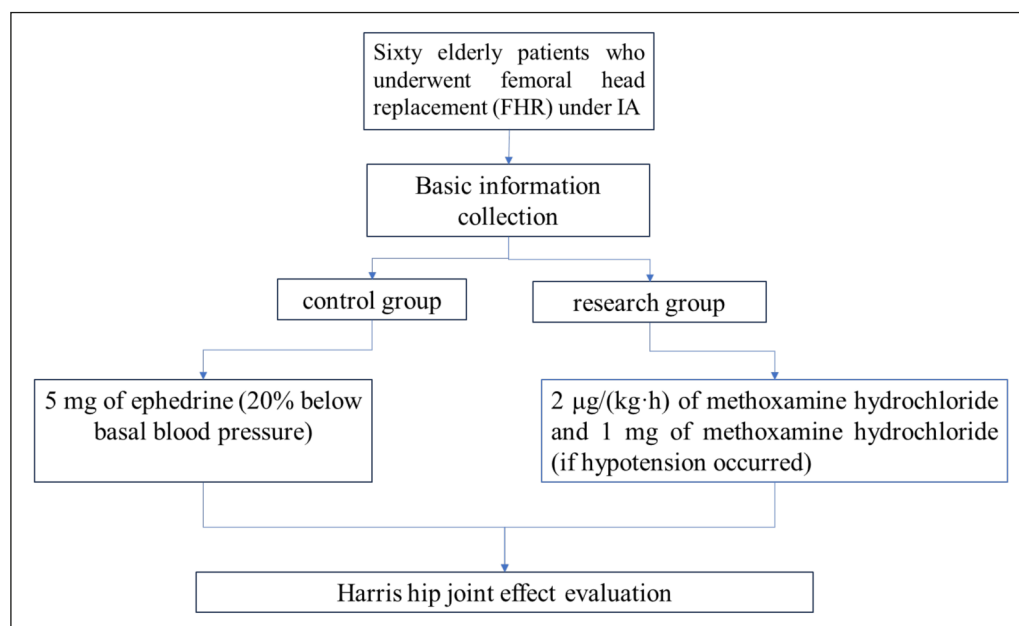 Sixty elderly patients who
underwent femoral head
replacement (FHR) under IA
Basic information
collection
control group
research group
5 mg of ephedrine (20% below
basal blood pressure)
2 μg/(kg·h) of methoxamine hydrochloride
and 1 mg of methoxamine hydrochloride
(if hypotension occurred)
Harris hip joint effect evaluation